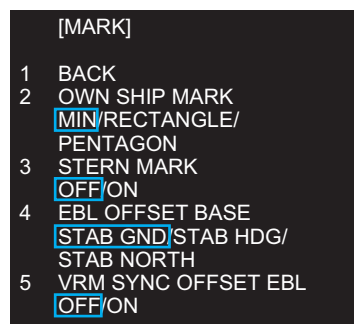 [MARK]
1 BACK
2 OWN SHIP MARK
MIN/RECTANGLE/
PENTAGON
3 STERN MARK
OFF/ON
4 EBL OFFSET BASE
STAB GND/STAB HDG/
STAB NORTH
5 VRM SYNC OFFSET EBL
OFF/ON